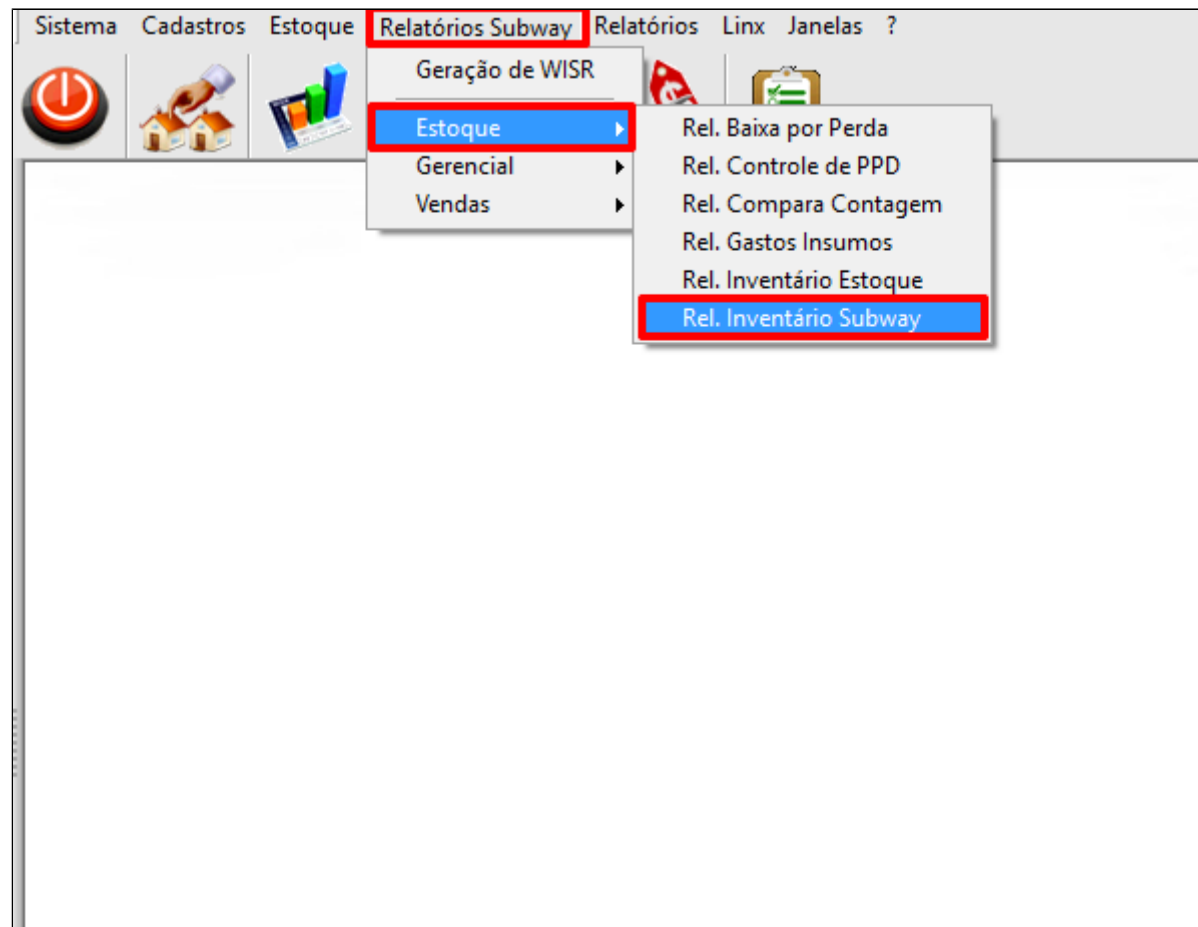 Sistema Cadastros Estoque Relatórios Subway Relatórios Linx Janelas ?
Geração de WISR
Estoque
Gerencial
Vendas
Rel. Baixa por Perda
Rel. Controle de PPD
Rel. Compara Contagem
Rel. Gastos Insumos
Rel. Inventário Estoque
Rel. Inventário Subway